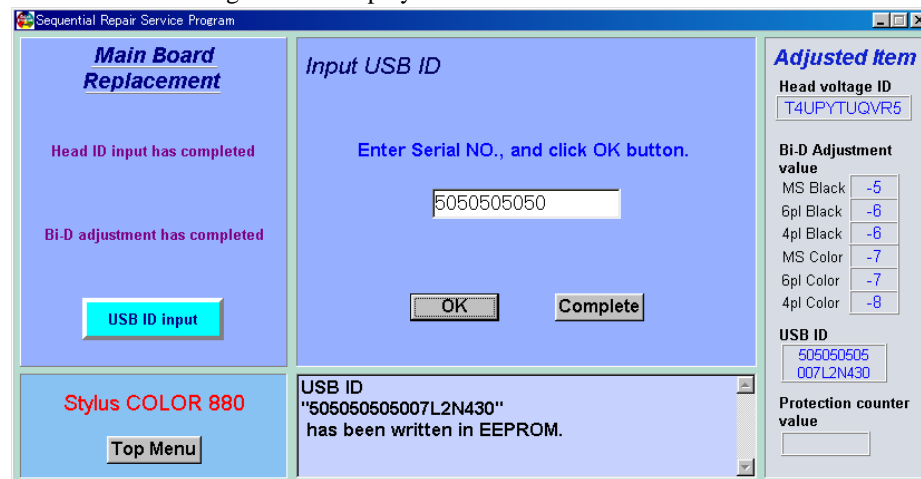 Sequential Repair Service Program
Main Board
Replacement
Head ID input has completed
Bi-D adjustment has completed
USB ID input
Stylus COLOR 880
Top Menu
Input USB ID
Enter Serial NO., and click OK button.
5050505050
OK
Complete
USB ID
"505050505007L2N430"
has been written in EEPROM.
Adjusted Item
Head voltage ID
T4UPYTUQVR5
Bi-D Adjustment
value
MS Black -5
6pl Black -6
4pl Black -6
MS Color -7
6pl Color -7
4pl Color -8
USB ID
505050505
007L2N430
Protection counter
value